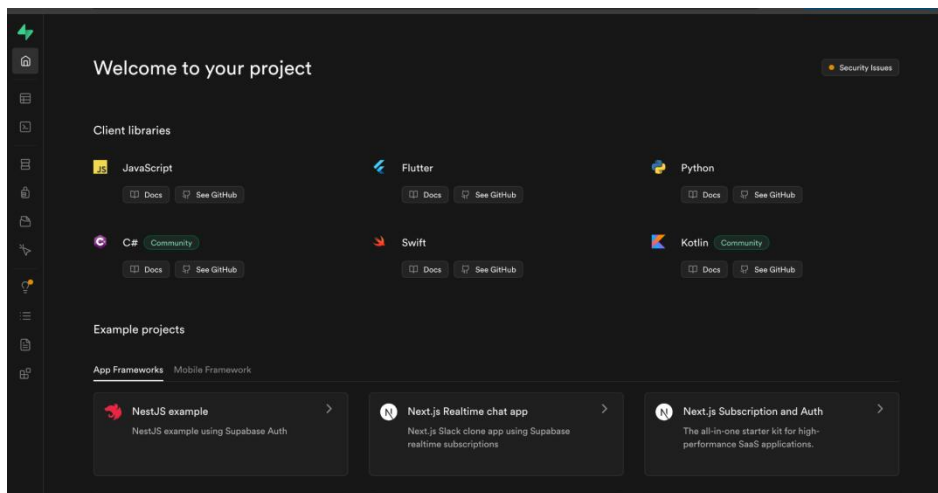 Welcome to your project
Security Issues
Client libraries
JS JavaScript
Docs See GitHub
Flutter
Docs See GitHub
Python
Docs See GitHub
C# Community
Docs See GitHub
Swift
Docs See GitHub
Kotlin Community
Docs See GitHub
Example projects
App Frameworks Mobile Framework
NestJS example
NestJS example using Supabase Auth
N Next.js Realtime chat app
Next.js Slack clone app using Supabase
realtime subscriptions
N Next.js Subscription and Auth
The all-in-one starter kit for high-
performance SaaS applications.